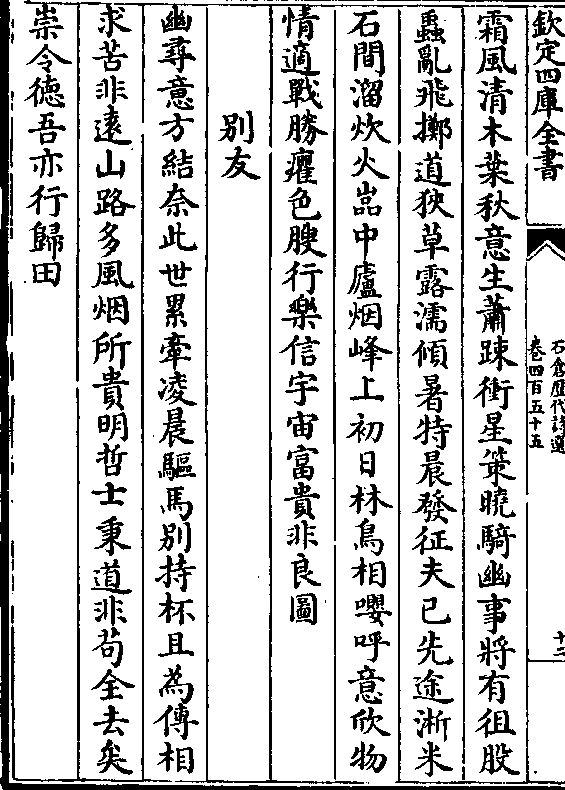 欽定四庫全書
石倉歷代詩選
卷四百五十五
十
霜風清木葉秋意生蕭踈衝星策曉騎幽事將有徂股
蟲亂飛擲道狹草露濡傾暑特晨發征夫已先途淅米
石間溜炊火嵓中廬烟峰上初日林鳥相嚶呼意欣物
情適戰勝癯色腴行樂信宇宙富貴非良圖
别友
幽尋意方結奈此世累牽凌晨驅馬别持杯且為傳相
求苦非遠山路多風烟所貴明哲士秉道非茍全去矣
崇令德吾亦行歸田